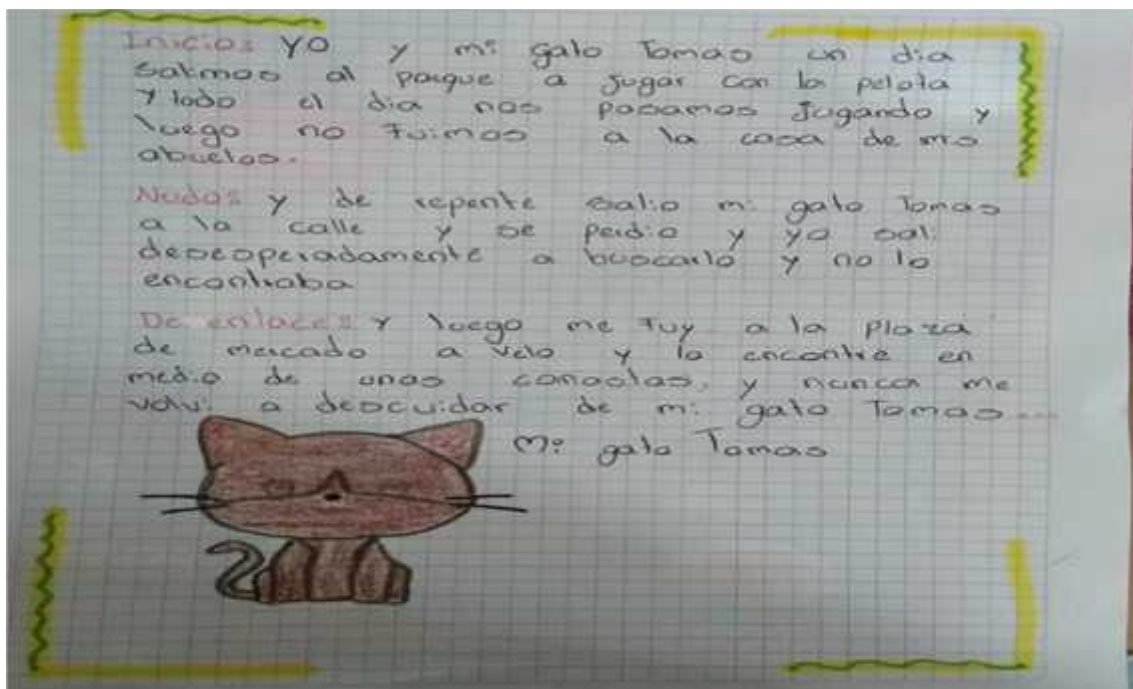 Inicio: Yo y mi gato Tomas un dia
Salimos al parque a jugar con la pelota
y todo el dia nos pasamos jugando y
luego no fuimos a la casa de mis
abuelos.
Nudo: y de repente salio mi gato Tomas
a la calle y se perdio y yo sali
desesperadamente a buscarlo y no lo
encontraba
Desenlace: y luego me fuy a la plaza
de mercado a velo y lo encontre en
medio de unas canastas, y nunca me
volvi a descuidar de mi gato Tomas...
Mi gato Tomas